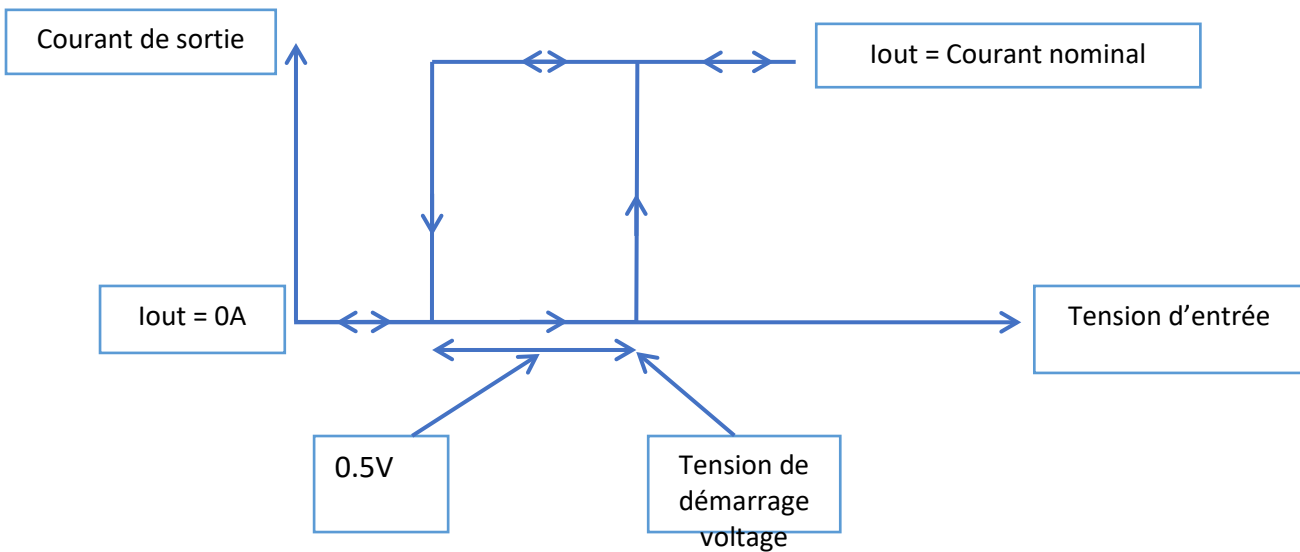 Courant de sortie
Iout = Courant nominal
Iout = 0A
Tension d’entrée
0.5V
Tension de
démarrage
voltage